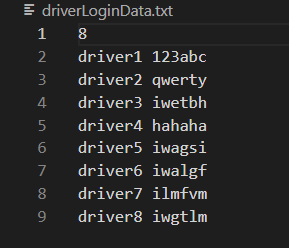 driverLoginData.txt
1 8
2 driver1 123abc
3 driver2 qwerty
4 driver3 iwetbh
5 driver4 hahaha
6 driver5 iwagsi
7 driver6 iwalgf
8 driver7 ilmfvm
9 driver8 iwgtlm